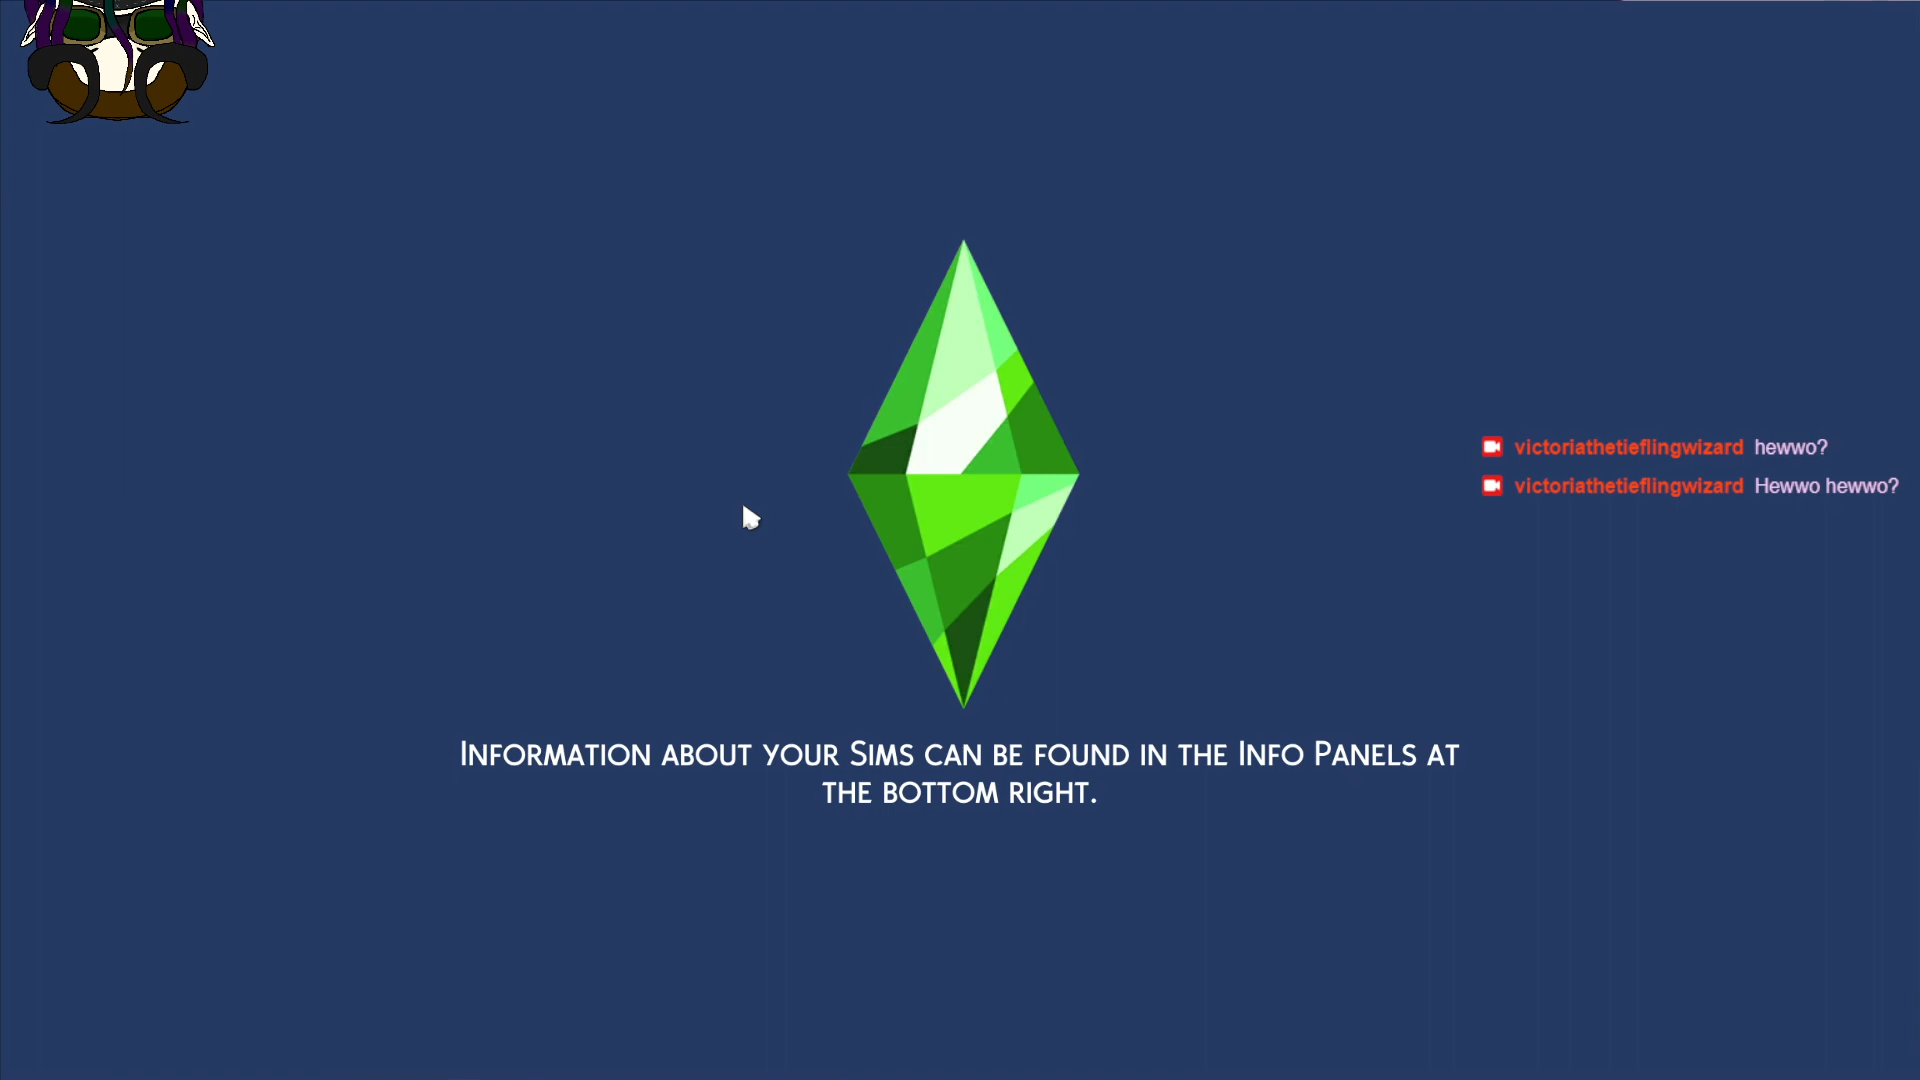 victoriathetieflingwizard hewwo?
victoriathetieflingwizard Hewwo hewwo?
Information about your Sims can be found in the Info Panels at
the bottom right.